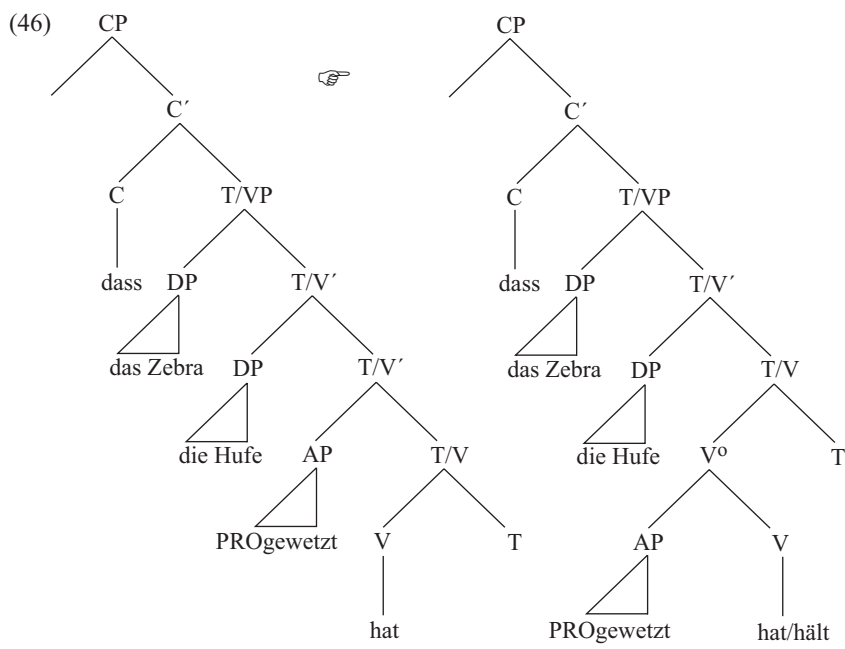 (46) CP ☞ CP
C´ C´
C T/VP C T/VP
dass DP T/V´ dass DP T/V´
das Zebra DP T/V´ das Zebra DP T/V
die Hufe AP T/V die Hufe Vº T
PROgewetzt V T AP V
hat PROgewetzt hat/hält